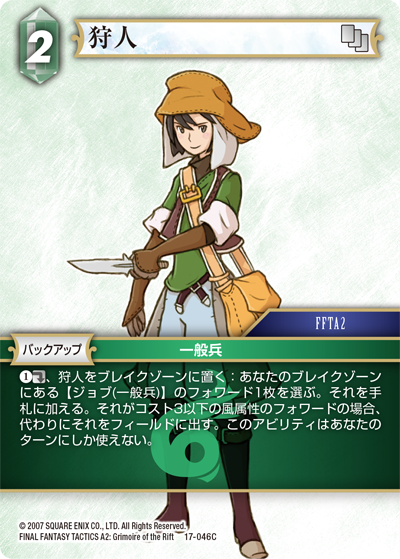 2
狩人
FFTA2
バックアップ
一般兵
1、狩人をブレイクゾーンに置く：あなたのブレイクゾーン
にある【ジョブ(一般兵)】のフォワード1枚を選ぶ。それを手
札に加える。それがコスト3以下の風属性のフォワードの場合、
代わりにそれをフィールドに出す。このアビリティはあなたの
ターンにしか使えない。
© 2007 SQUARE ENIX CO., LTD. All Rights Reserved.
FINAL FANTASY TACTICS A2: Grimoire of the Rift 17-046C